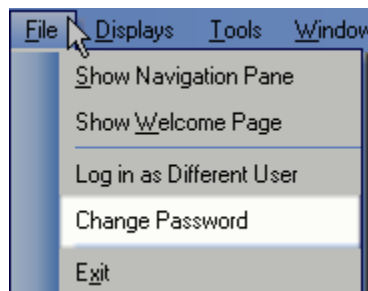 File Displays Tools Window
Show Navigation Pane
Show Welcome Page
Log in as Different User
Change Password
Exit